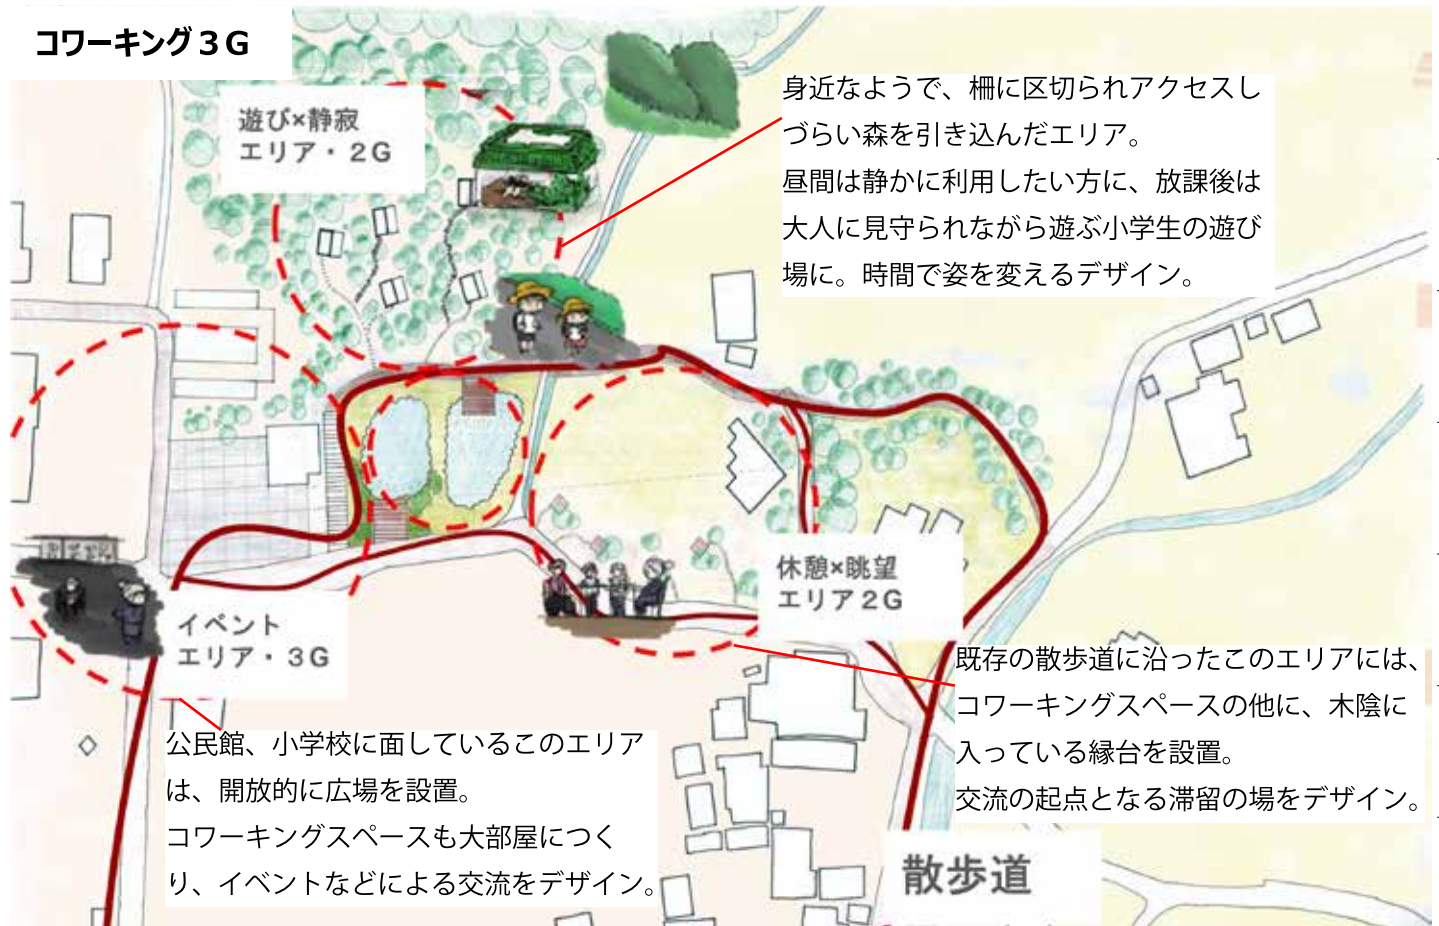 コワーキング３G
遊び×静寂
エリア・２G
身近なようで、柵に区切られアクセスし
づらい森を引き込んだエリア。
昼間は静かに利用したい方に、放課後は
大人に見守られながら遊ぶ小学生の遊び
場に。時間で姿を変えるデザイン。
休憩×眺望
エリア２G
イベント
エリア・３G
既存の散歩道に沿ったこのエリアには、
コワーキングスペースの他に、木陰に
入っている縁台を設置。
交流の起点となる滞留の場をデザイン。
公民館、小学校に面しているこのエリア
は、開放的に広場を設置。
コワーキングスペースも大部屋につく
り、イベントなどによる交流をデザイン。
散歩道